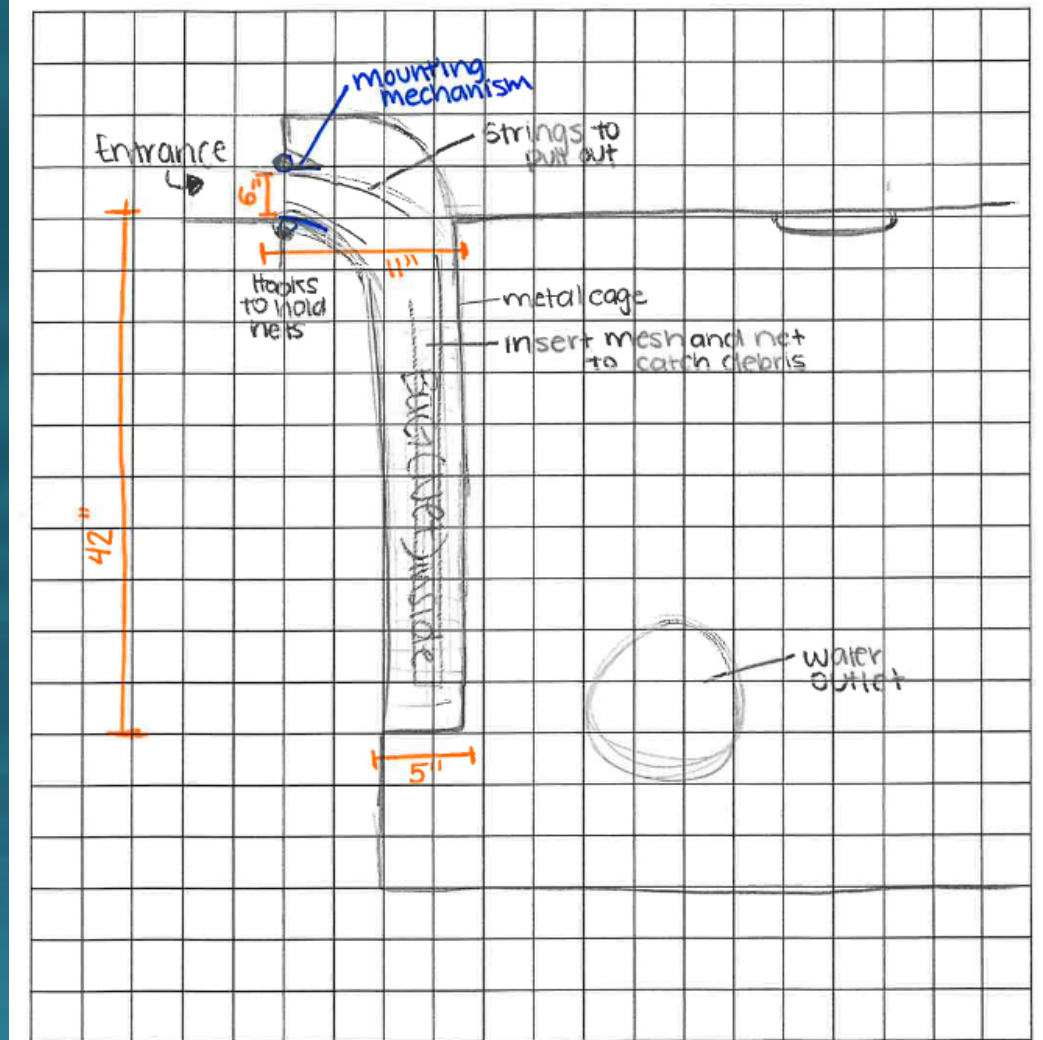 mounting
mechanism
Entrance
Strings to
pull out
6"
11"
Hooks
to hold
nets
metal cage
insert mesh and net
to catch debris
42"
inside
water
outlet
5"